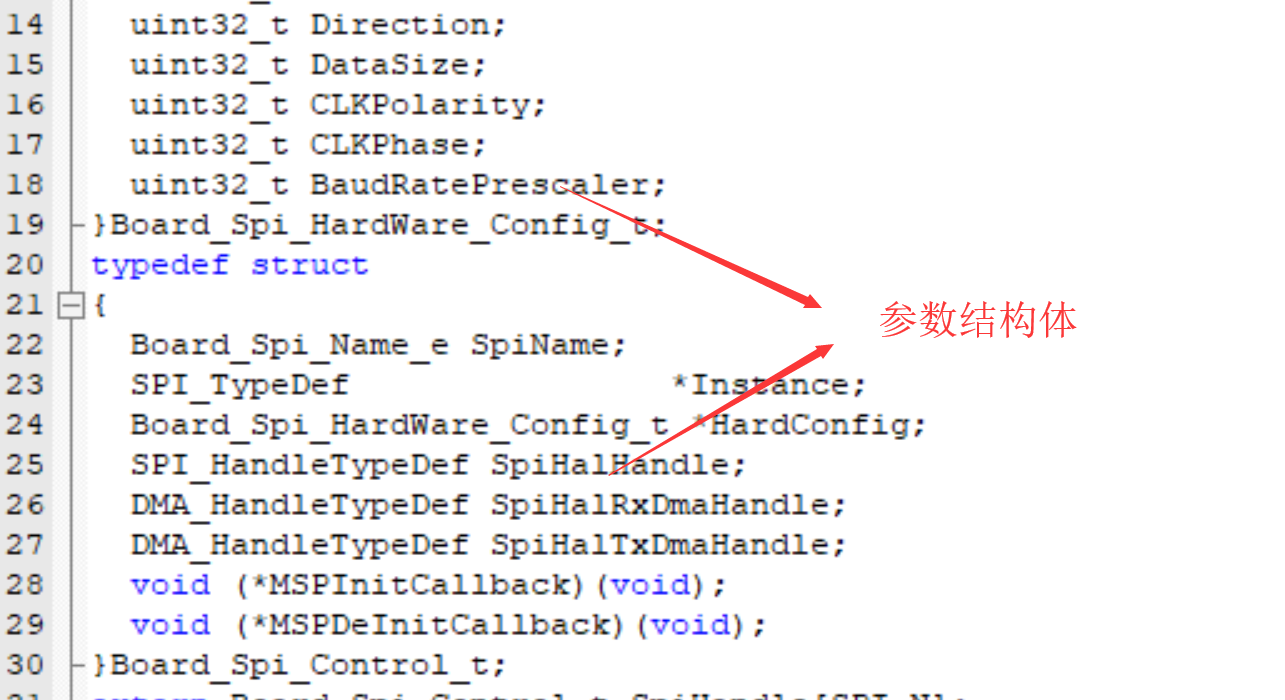 14 uint32_t Direction;
15 uint32_t DataSize;
16 uint32_t CLKPolarity;
17 uint32_t CLKPhase;
18 uint32_t BaudRatePrescaler;
19 }Board_Spi_HardWare_Config_t;
20 typedef struct
21 {
参数结构体
22 Board_Spi_Name_e SpiName;
23 SPI_TypeDef *Instance;
24 Board_Spi_HardWare_Config_t *HardConfig;
25 SPI_HandleTypeDef SpiHalHandle;
26 DMA_HandleTypeDef SpiHalRxDmaHandle;
27 DMA_HandleTypeDef SpiHalTxDmaHandle;
28 void (*MSPInitCallback)(void);
29 void (*MSPDeInitCallback)(void);
30 }Board_Spi_Control_t;